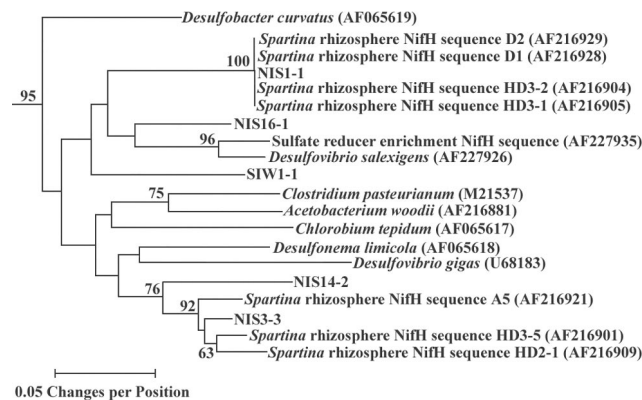 Desulfobacter curvatus (AF065619)
Spartina rhizosphere NifH sequence D2 (AF216929)
Spartina rhizosphere NifH sequence D1 (AF216928)
100
NIS1-1
95
Spartina rhizosphere NifH sequence HD3-2 (AF216904)
Spartina rhizosphere NifH sequence HD3-1 (AF216905)
NIS16-1
96
Sulfate reducer enrichment NifH sequence (AF227935)
Desulfovibrio salexigens (AF227926)
SIW1-1
75
Clostridium pasteurianum (M21537)
Acetobacterium woodii (AF216881)
Chlorobium tepidum (AF065617)
Desulfonema limicola (AF065618)
Desulfovibrio gigas (U68183)
76
NIS14-2
92
Spartina rhizosphere NifH sequence A5 (AF216921)
NIS3-3
Spartina rhizosphere NifH sequence HD3-5 (AF216901)
63
Spartina rhizosphere NifH sequence HD2-1 (AF216909)
0.05 Changes per Position